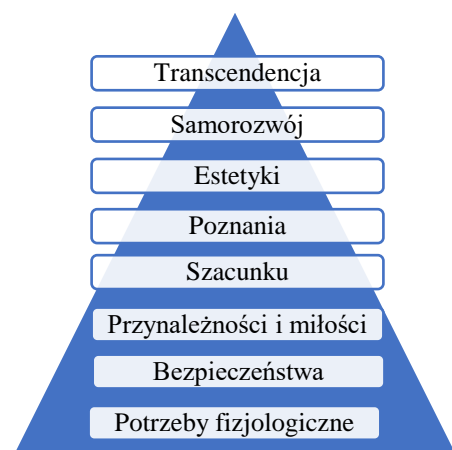 Transcendencja
Samorozwój
Estetyki
Poznania
Szacunku
Przynależności i miłości
Bezpieczeństwa
Potrzeby fizjologiczne